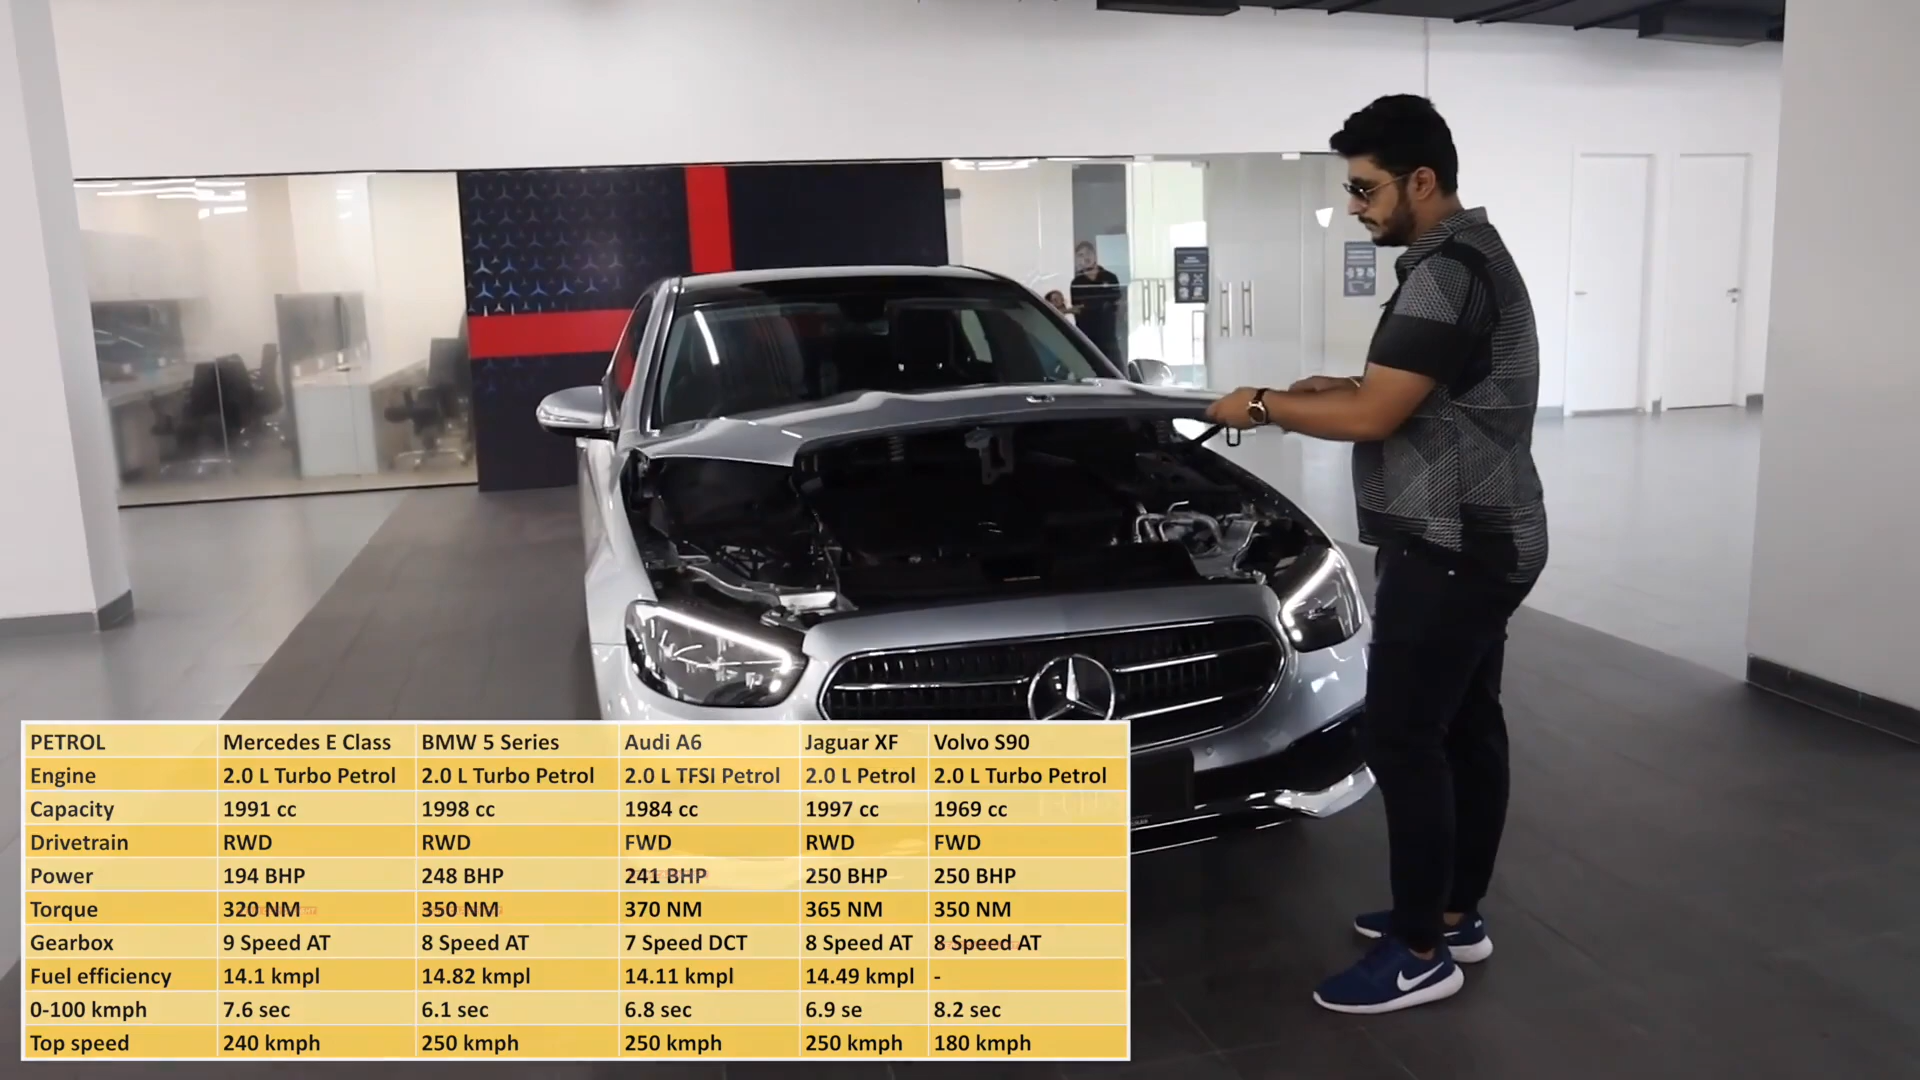 PETROL Mercedes E Class BMW 5 Series Audi A6 Jaguar XF Volvo S90
Engine 2.0 L Turbo Petrol 2.0 L Turbo Petrol 2.0 L TFSI Petrol 2.0 L Petrol 2.0 L Turbo Petrol
Capacity 1991 cc 1998 cc 1984 cc 1997 cc 1969 cc
Drivetrain RWD RWD FWD RWD FWD
Power 194 BHP 248 BHP 241 BHP 250 BHP 250 BHP
Torque 320 NM 350 NM 370 NM 365 NM 350 NM
Gearbox 9 Speed AT 8 Speed AT 7 Speed DCT 8 Speed AT 8 Speed AT
Fuel efficiency 14.1 kmpl 14.82 kmpl 14.11 kmpl 14.49 kmpl -
0-100 kmph 7.6 sec 6.1 sec 6.8 sec 6.9 se 8.2 sec
Top speed 240 kmph 250 kmph 250 kmph 250 kmph 180 kmph